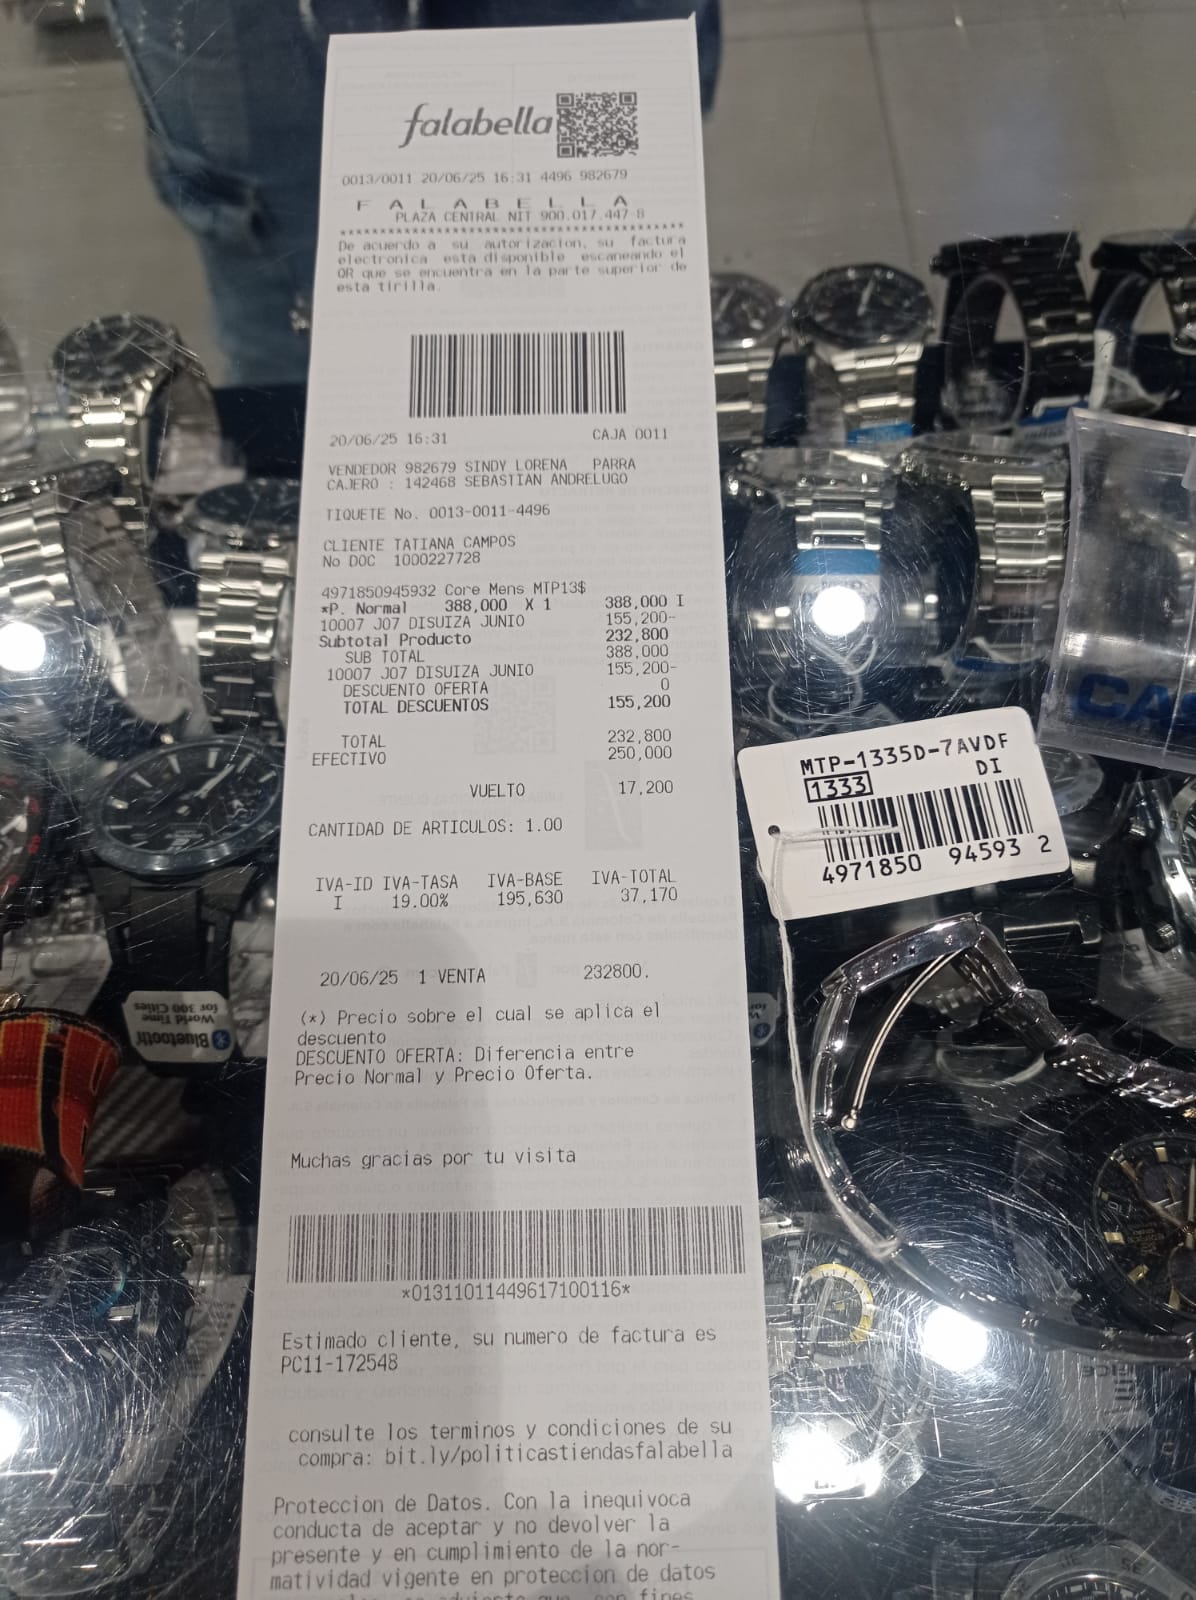 falabella
0013/0011 20/06/25 16:31 4496 982679
F A L A B E L L A
PLAZA CENTRAL NIT 900.017.447-8
****************************************
De acuerdo a su autorizacion, su factura
electronica esta disponible escaneando el
QR que se encuentra en la parte superior de
esta tirilla.
20/06/25 16:31 CAJA 0011
VENDEDOR 982679 SINDY LORENA PARRA
CAJERO : 142468 SEBASTIAN ANDRELUGO
TIQUETE No. 0013-0011-4496
CLIENTE TATIANA CAMPOS
No DOC 1000227728
4971850945932 Core Mens MTP13$
*P. Normal 388,000 X 1 388,000 I
10007 J07 DISUIZA JUNIO 155,200-
Subtotal Producto 232,800
SUB TOTAL 388,000
10007 J07 DISUIZA JUNIO 155,200-
DESCUENTO OFERTA 0
TOTAL DESCUENTOS 155,200
TOTAL 232,800
EFECTIVO 250,000
VUELTO 17,200
CANTIDAD DE ARTICULOS: 1.00
IVA-ID IVA-TASA IVA-BASE IVA-TOTAL
I 19.00% 195,630 37,170
20/06/25 1 VENTA 232800.
(*) Precio sobre el cual se aplica el
descuento
DESCUENTO OFERTA: Diferencia entre
Precio Normal y Precio Oferta.
Muchas gracias por tu visita
*01311011449617100116*
Estimado cliente, su numero de factura es
PC11-172548
consulte los terminos y condiciones de su
compra: bit.ly/politicastiendasfalabella
Proteccion de Datos. Con la inequivoca
conducta de aceptar y no devolver la
presente y en cumplimiento de la nor-
matividad vigente en proteccion de datos
fines
MTP-1335D-7AVDF
DI
1333
4971850 94593 2
Bluetooth
World Time
for 300 Cities